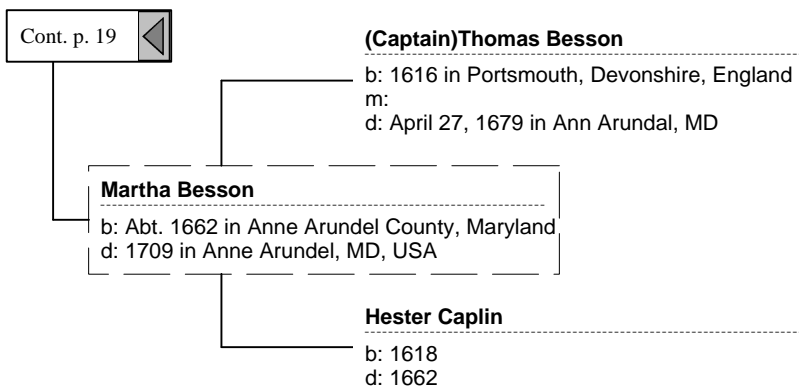 Cont. p. 19
(Captain)Thomas Besson
b: 1616 in Portsmouth, Devonshire, England
m:
d: April 27, 1679 in Ann Arundal, MD
Martha Besson
b: Abt. 1662 in Anne Arundel County, Maryland
d: 1709 in Anne Arundel, MD, USA
Hester Caplin
b: 1618
d: 1662